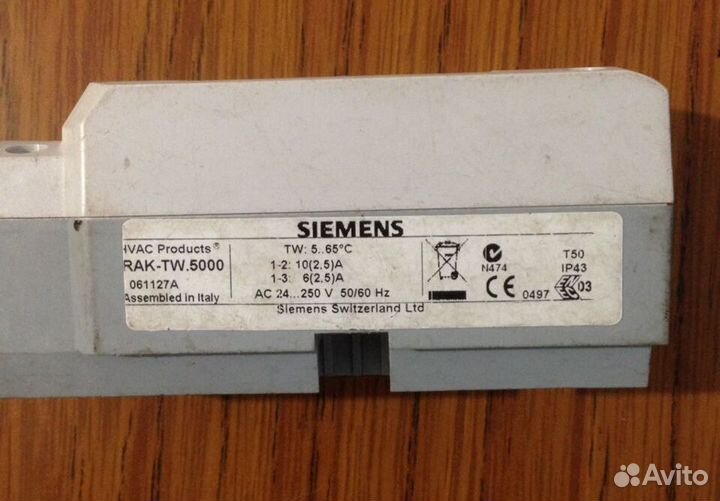 SIEMENS
HVAC Products®
RAK-TW.5000
061127A
Assembled in Italy
TW: 5..65°C
1-2: 10(2.5)A
1-3: 6(2.5)A
AC 24...250 V 50/60 Hz
Siemens Switzerland Ltd
N474
CE 0497
T50
IP43
03
Avito